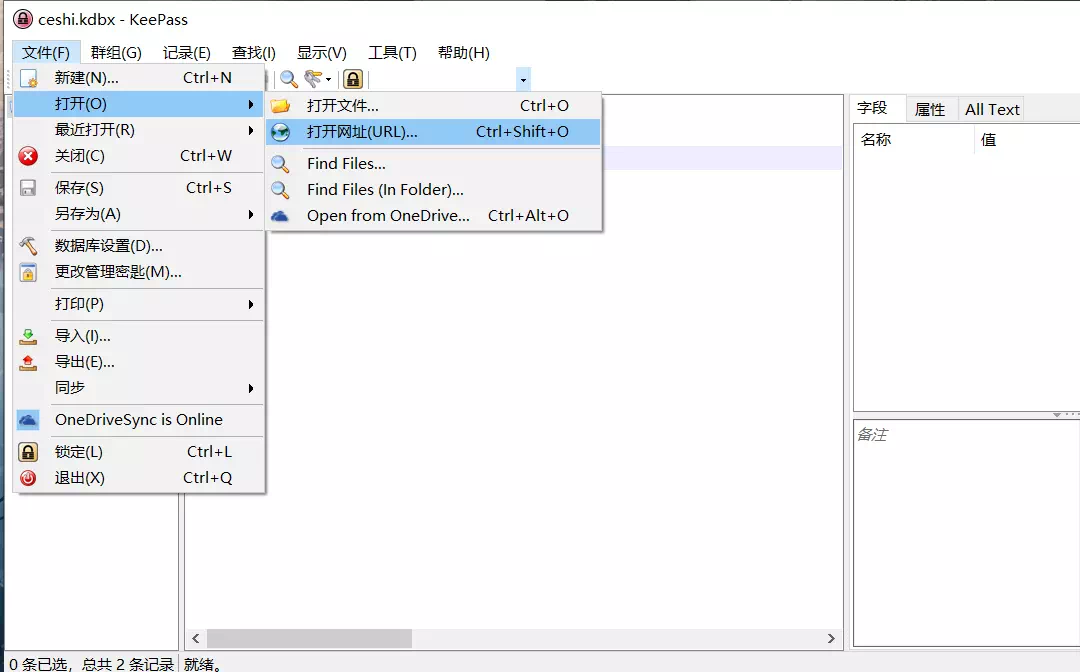 ceshi.kdbx - KeePass
文件(F) 群组(G) 记录(E) 查找(I) 显示(V) 工具(T) 帮助(H)
新建(N)... Ctrl+N
打开(O)
最近打开(R)
关闭(C) Ctrl+W
保存(S) Ctrl+S
另存为(A)
数据库设置(D)...
更改管理密匙(M)...
打印(P)
导入(I)...
导出(E)...
同步
OneDriveSync is Online
锁定(L) Ctrl+L
退出(X) Ctrl+Q
打开文件... Ctrl+O
打开网址(URL)... Ctrl+Shift+O
Find Files...
Find Files (In Folder)...
Open from OneDrive... Ctrl+Alt+O
字段 属性 All Text
名称 值
备注
0 条已选，总共 2 条记录 就绪。